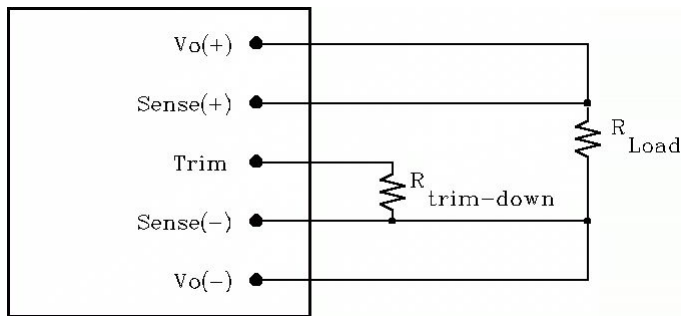 Vo(+)
Sense(+)
R
Load
Trim
R
trim-down
Sense(-)
Vo(-)